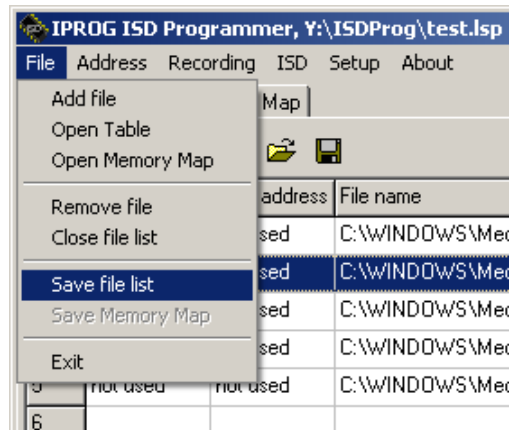 IPROG ISD Programmer, Y:\ISDProg\test.lsp
File Address Recording ISD Setup About
Add file
Map
Open Table
Open Memory Map
address File name
Remove file
sed C:\WINDOWS\Med
Close file list
Save file list sed C:\WINDOWS\Med
Save Memory Map sed C:\WINDOWS\Med
sed C:\WINDOWS\Med
Exit
5 not used not used C:\WINDOWS\Med
6